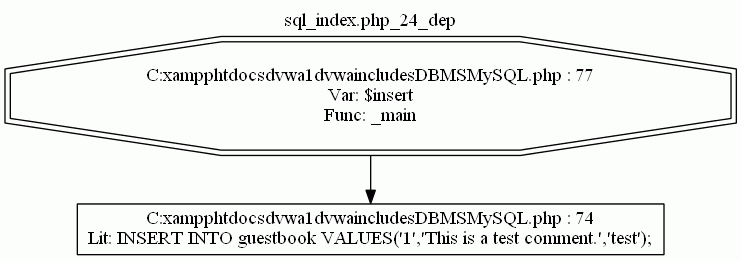 sql_index.php_24_dep
C:xampphtdocsdvwa1dvwaincludesDBMSMySQL.php : 77
Var: $insert
Func: _main
C:xampphtdocsdvwa1dvwaincludesDBMSMySQL.php : 74
Lit: INSERT INTO guestbook VALUES('1','This is a test comment.','test');